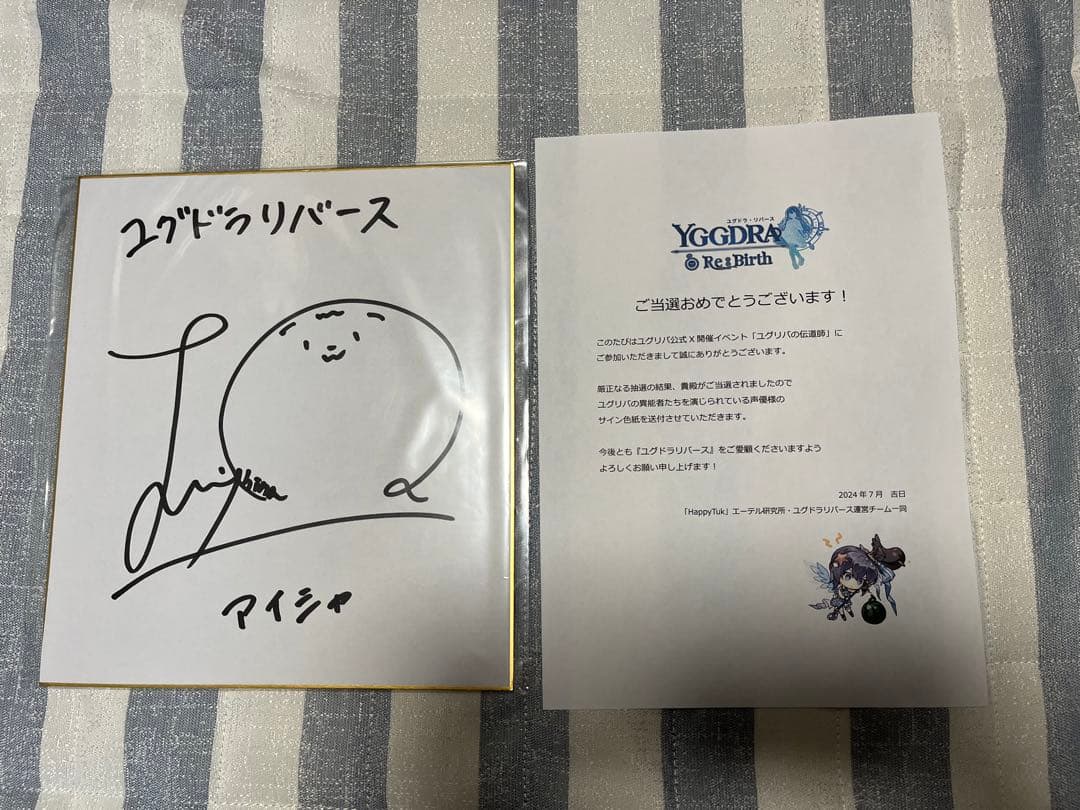 ユグドラリバース
アイシャ
ユグドラ・リバース
YGGDRA
Re:Birth
ご当選おめでとうございます！
このたびはユグリバ公式X開催イベント「ユグリバの伝道師」に
ご参加いただきまして誠にありがとうございます。
厳正なる抽選の結果、貴殿がご当選されましたので
ユグリバの異能者たちを演じられている声優様の
サイン色紙を送付させていただきます。
今後とも『ユグドラリバース』をご愛顧くださいますよう
よろしくお願い申し上げます！
2024年7月 吉日
「HappyTuk」エーテル研究所・ユグドラリバース運営チーム一同